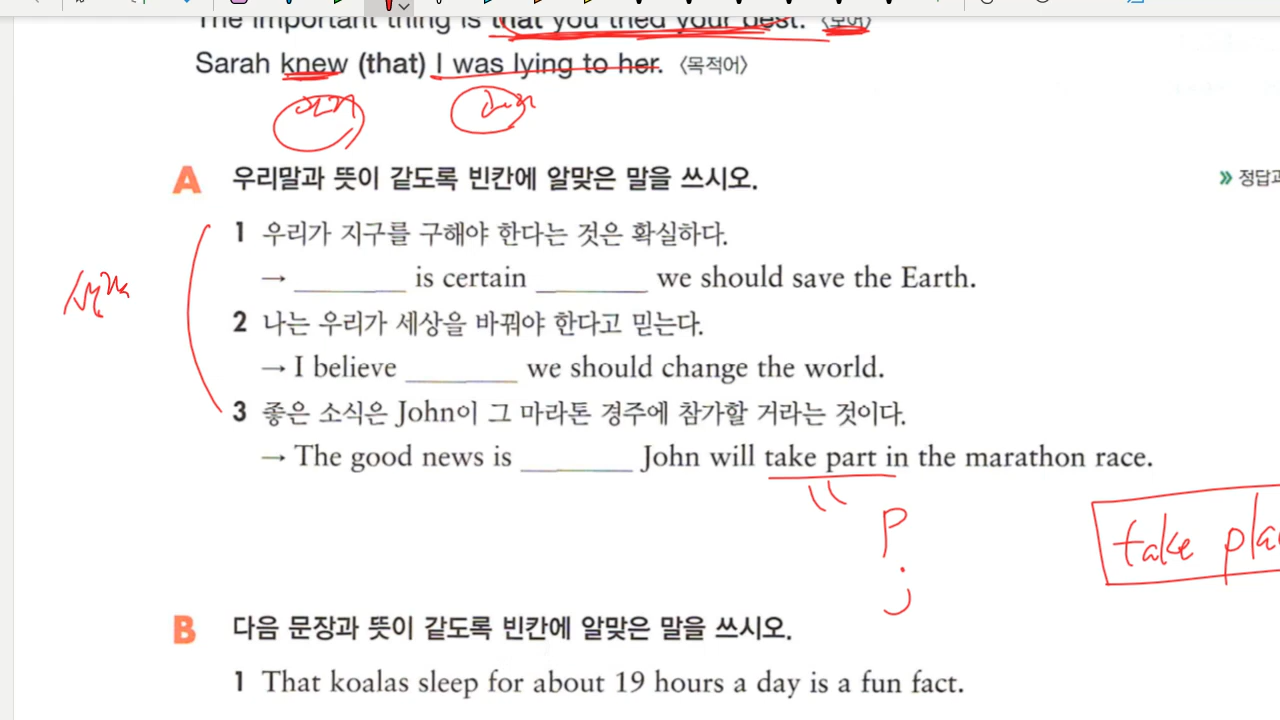 The important thing is that you tried your best. 〈보어〉
Sarah knew (that) I was lying to her. 〈목적어〉
A 우리말과 뜻이 같도록 빈칸에 알맞은 말을 쓰시오.
» 정답과
1 우리가 지구를 구해야 한다는 것은 확실하다.
→ ________ is certain ________ we should save the Earth.
2 나는 우리가 세상을 바꿔야 한다고 믿는다.
→ I believe ________ we should change the world.
3 좋은 소식은 John이 그 마라톤 경주에 참가할 거라는 것이다.
→ The good news is ________ John will take part in the marathon race.
take pla
B 다음 문장과 뜻이 같도록 빈칸에 알맞은 말을 쓰시오.
1 That koalas sleep for about 19 hours a day is a fun fact.